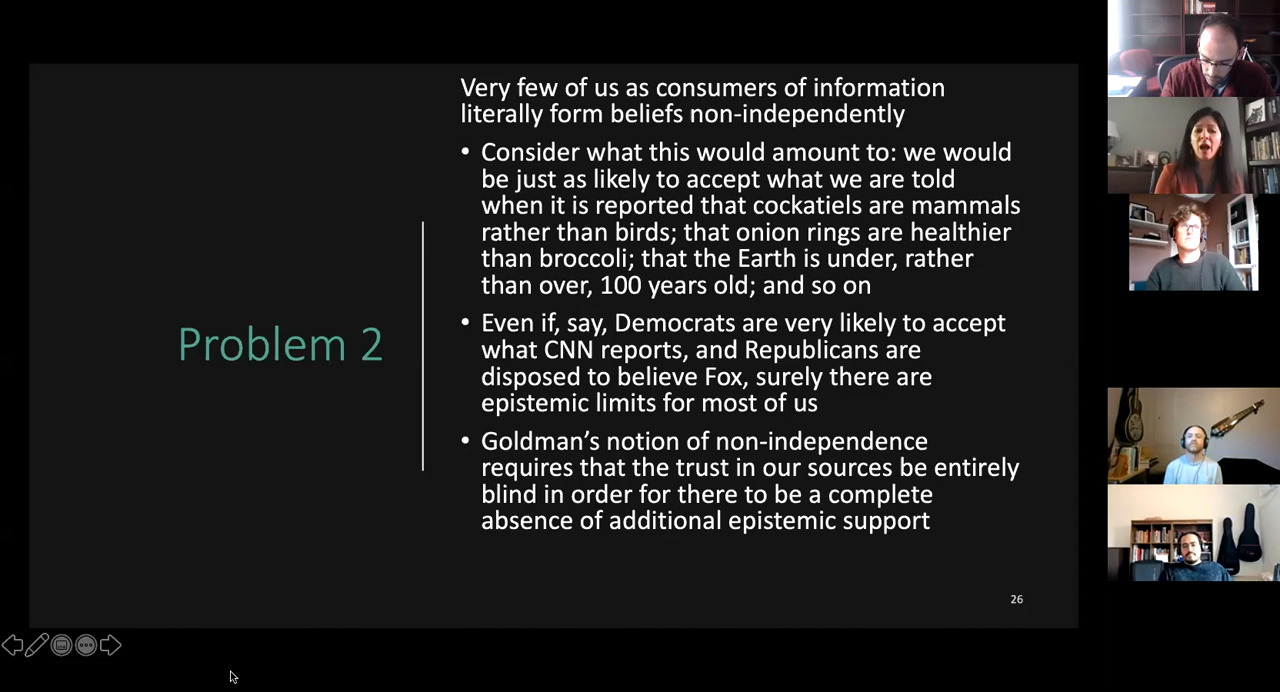 Problem 2
Very few of us as consumers of information
literally form beliefs non-independently
• Consider what this would amount to: we would
be just as likely to accept what we are told
when it is reported that cockatiels are mammals
rather than birds; that onion rings are healthier
than broccoli; that the Earth is under, rather
than over, 100 years old; and so on
• Even if, say, Democrats are very likely to accept
what CNN reports, and Republicans are
disposed to believe Fox, surely there are
epistemic limits for most of us
• Goldman’s notion of non-independence
requires that the trust in our sources be entirely
blind in order for there to be a complete
absence of additional epistemic support
26